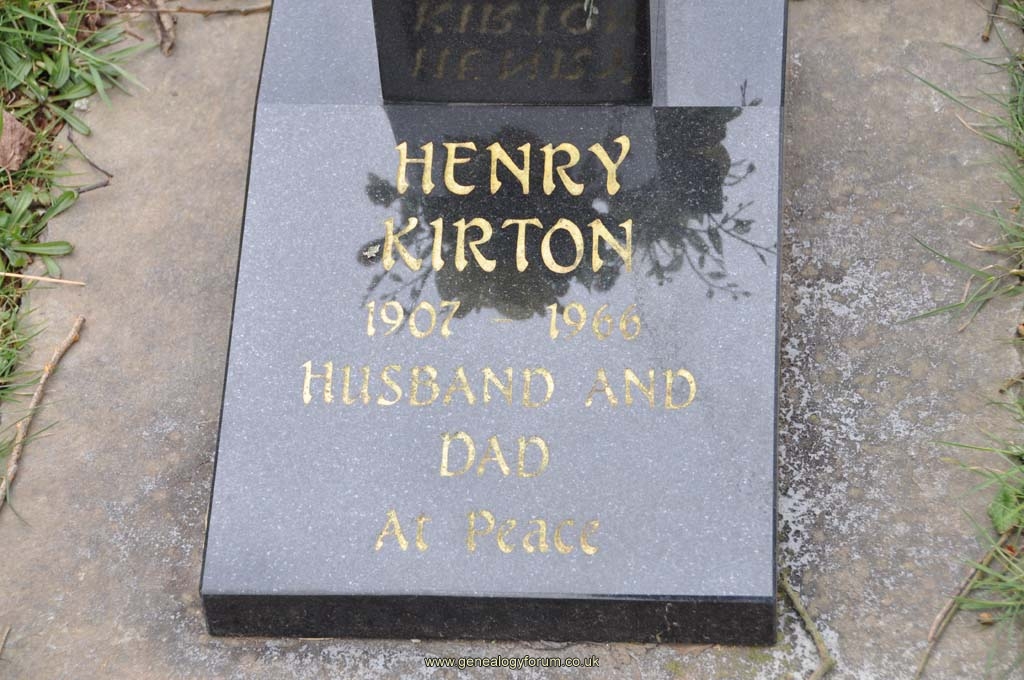 HENRY
KIRTON
1907 - 1966
HUSBAND AND
DAD
At Peace
www.genealogyforum.co.uk